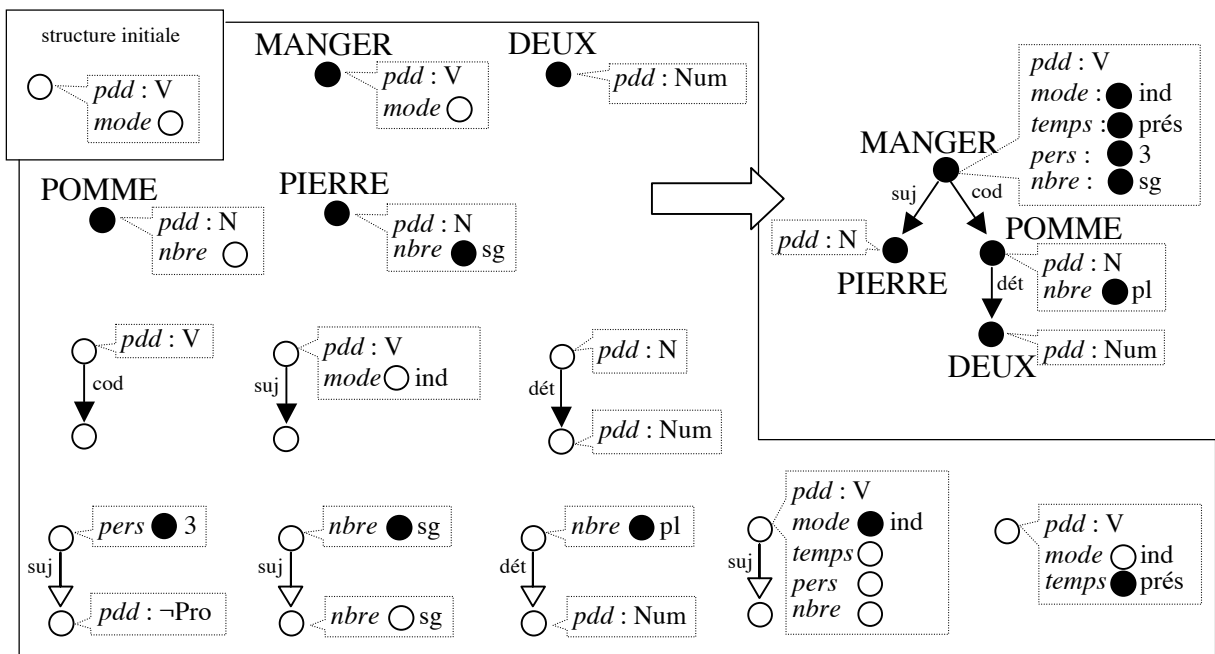 structure initiale
pdd : V
mode
MANGER
pdd : V
mode
DEUX
pdd : Num
POMME
pdd : N
nbre
PIERRE
pdd : N
nbre sg
pdd : V
cod
pdd : V
mode ind
suj
pdd : N
dét
pdd : Num
pers 3
suj
pdd : ¬Pro
nbre sg
suj
nbre sg
nbre pl
dét
pdd : Num
pdd : V
mode ind
temps
pers
nbre
suj
pdd : V
mode ind
temps prés
pdd : V
mode : ind
temps : prés
pers : 3
nbre : sg
MANGER
suj
cod
pdd : N
PIERRE
POMME
pdd : N
nbre pl
dét
pdd : Num
DEUX